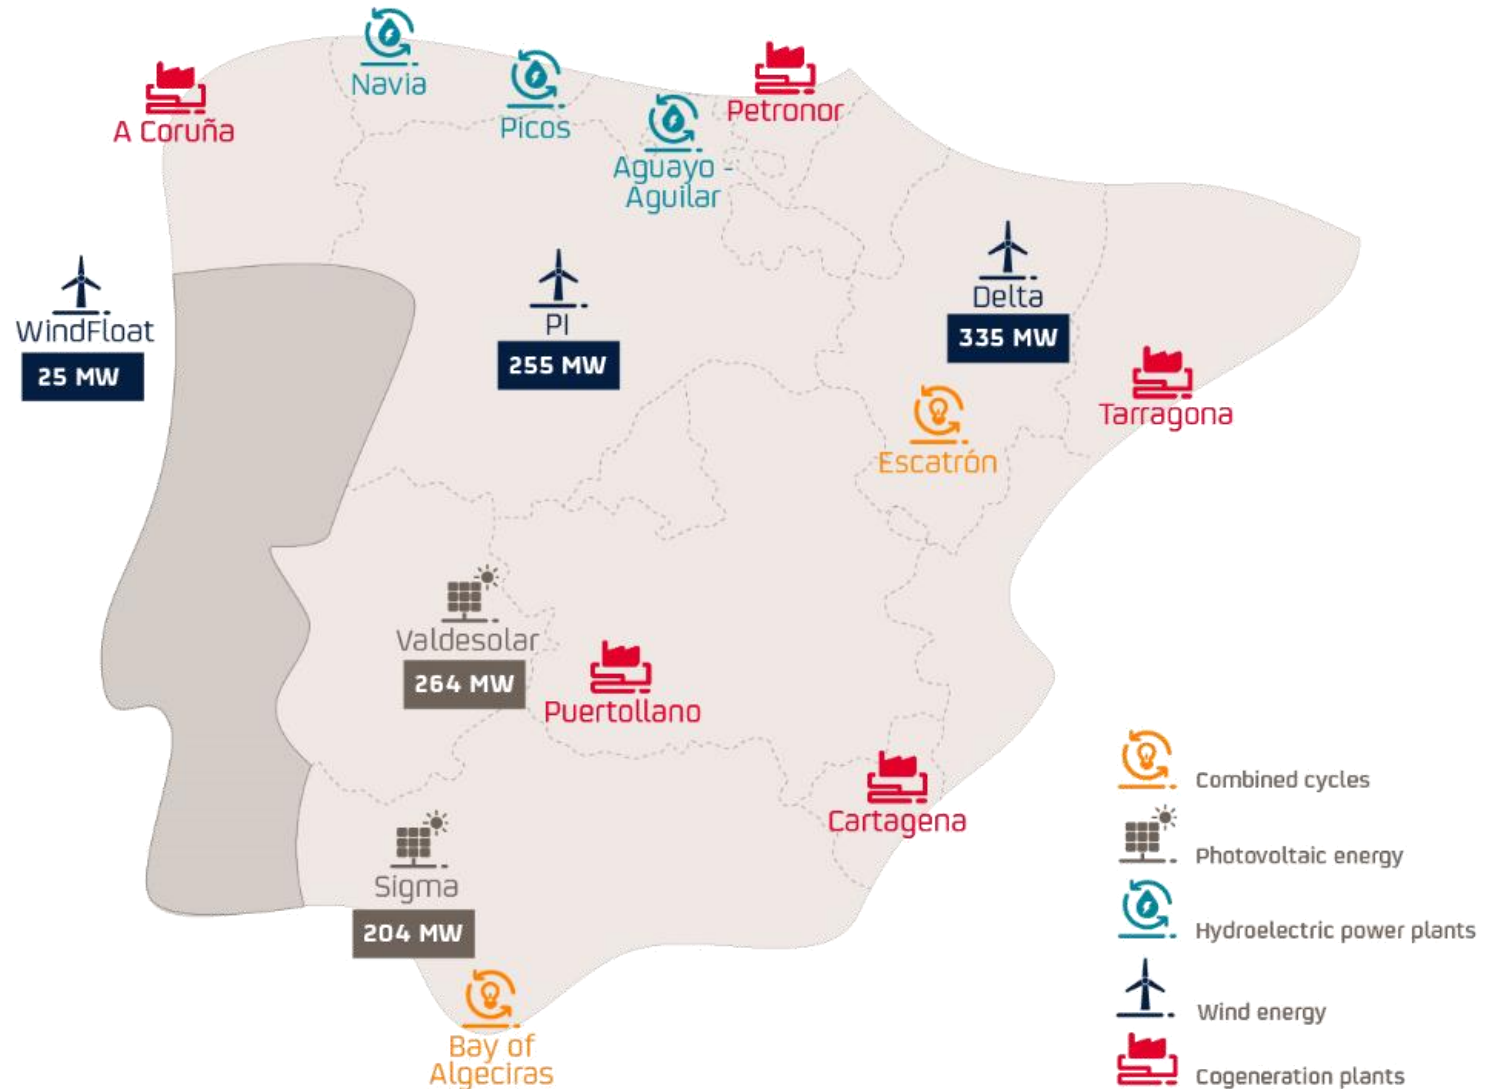 Navia
A Coruña
Picos
Petronor
Aguayo -
Aguilar
WindFloat
25 MW
PI
255 MW
Delta
335 MW
Tarragona
Escatrón
Valdesolar
264 MW
Puertollano
Cartagena
Sigma
204 MW
Bay of
Algeciras
Combined cycles
Photovoltaic energy
Hydroelectric power plants
Wind energy
Cogeneration plants